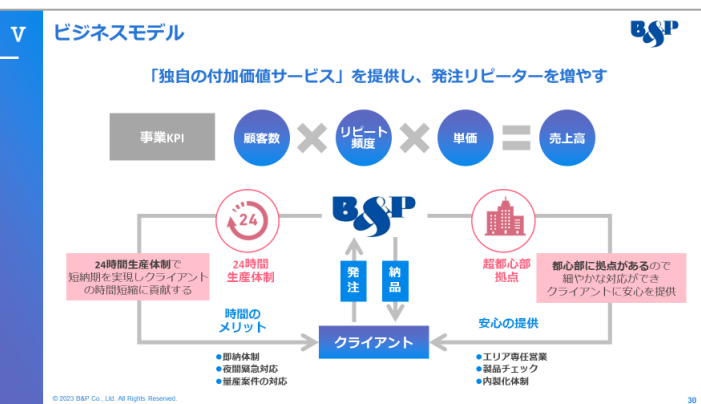 V
ビジネスモデル
B&P
「独自の付加価値サービス」を提供し、発注リピーターを増やす
事業KPI
顧客数
リピート
頻度
単価
売上高
24
B&P
24時間
生産体制
超都心部
拠点
24時間生産体制で
短納期を実現しクライアント
の時間短縮に貢献する
発注
納品
都心部に拠点があるので
細やかな対応ができ
クライアントに安心を提供
時間の
メリット
クライアント
安心の提供
●即納体制
●夜間緊急対応
●量産案件の対応
●エリア専任営業
●製品チェック
●内製化体制
© 2023 B&P Co., Ltd. All Rights Reserved.
30